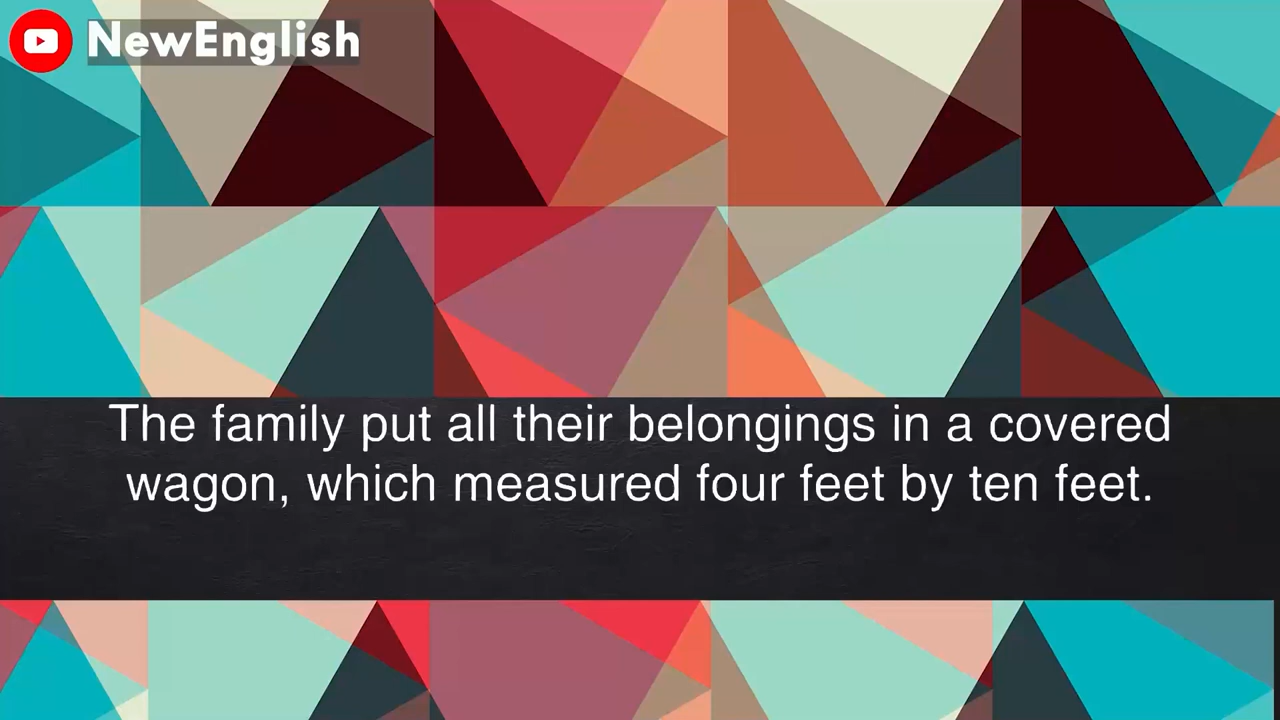 NewEnglish
The family put all their belongings in a covered
wagon, which measured four feet by ten feet.